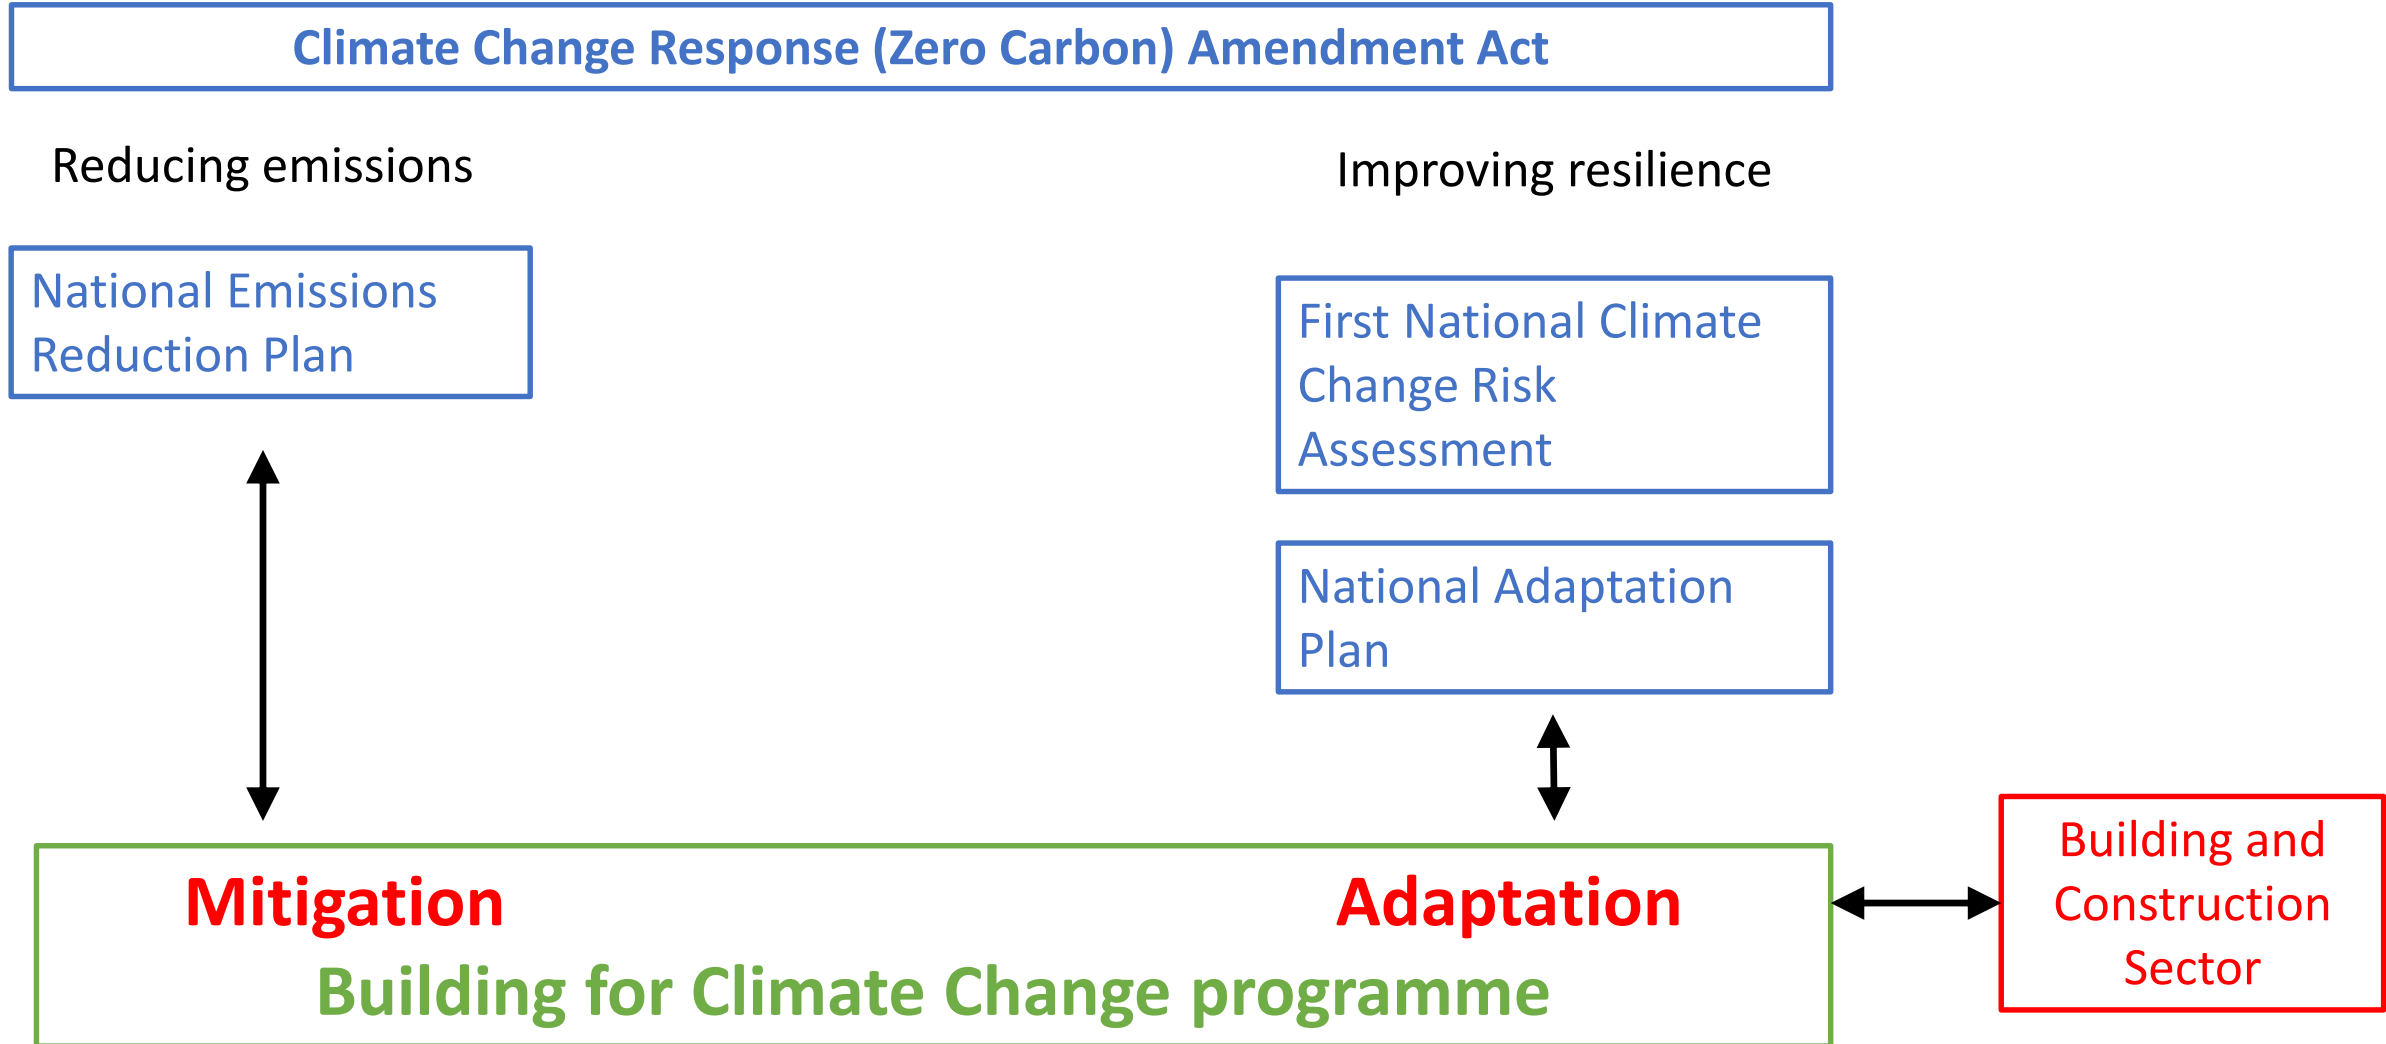 Climate Change Response (Zero Carbon) Amendment Act
Reducing emissions
Improving resilience
National Emissions
Reduction Plan
First National Climate
Change Risk
Assessment
National Adaptation
Plan
Mitigation
Adaptation
Building for Climate Change programme
Building and
Construction
Sector